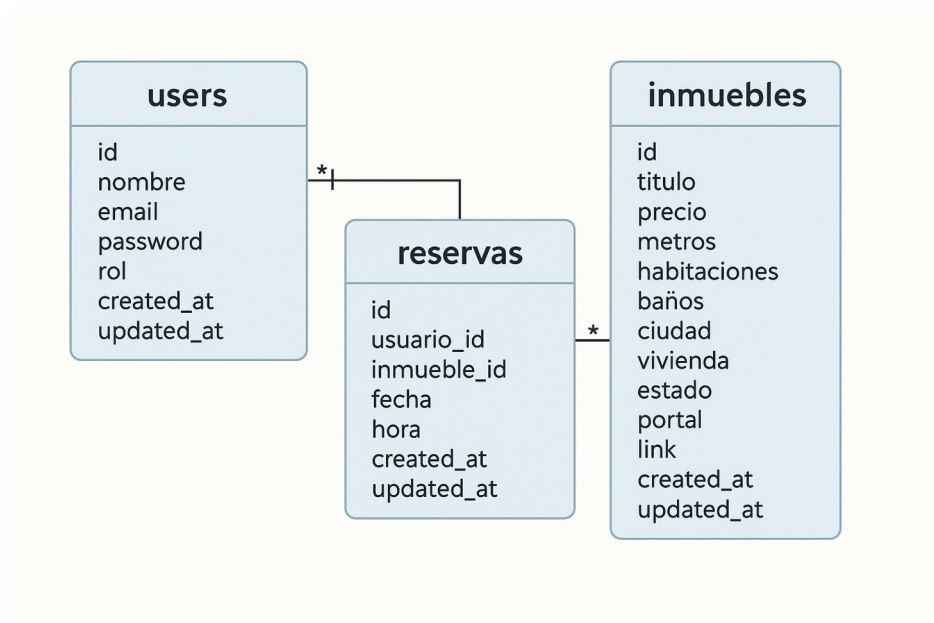 users
id
nombre
email
password
rol
created_at
updated_at
*
reservas
id
usuario_id
inmueble_id
fecha
hora
created_at
updated_at
*
inmuebles
id
titulo
precio
metros
habitaciones
baños
ciudad
vivienda
estado
portal
link
created_at
updated_at